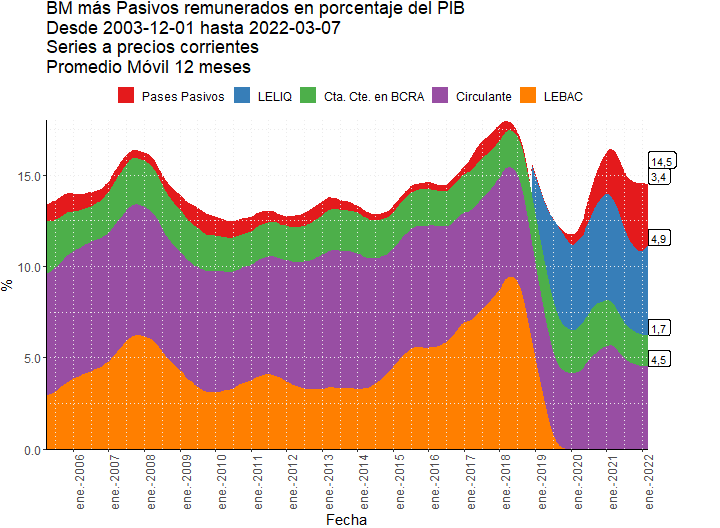 BM más Pasivos remunerados en porcentaje del PIB
Desde 2003-12-01 hasta 2022-03-07
Series a precios corrientes
Promedio Móvil 12 meses
Pases Pasivos LELIQ Cta. Cte. en BCRA Circulante LEBAC
15.0
10.0
5.0
0.0
%
14,5
3,4
4,9
1,7
4,5
ene.-2006
ene.-2007
ene.-2008
ene.-2009
ene.-2010
ene.-2011
ene.-2012
ene.-2013
ene.-2014
ene.-2015
ene.-2016
ene.-2017
ene.-2018
ene.-2019
ene.-2020
ene.-2021
ene.-2022
Fecha